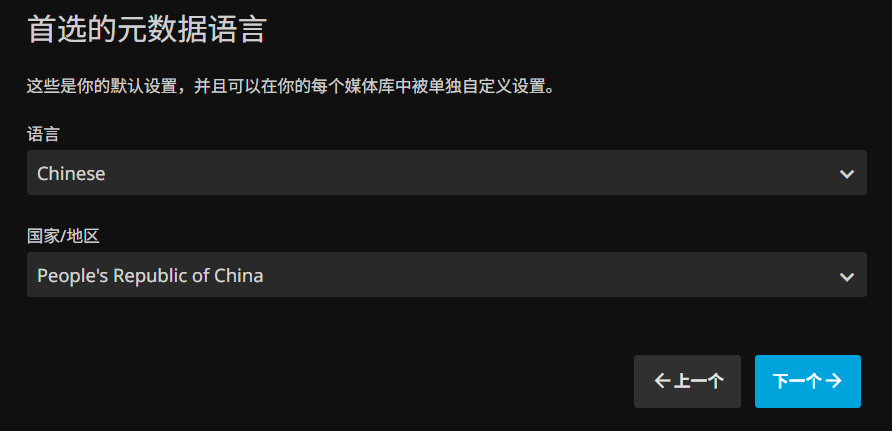 首选的元数据语言
这些是你的默认设置，并且可以在你的每个媒体库中被单独自定义设置。
语言
Chinese
国家/地区
People's Republic of China
上一个
下一个